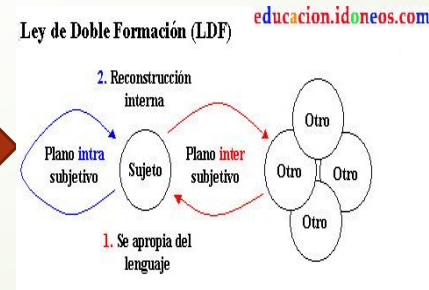 educacion.idoneos.com
Ley de Doble Formación (LDF)
2. Reconstrucción
interna
Plano intra
subjetivo
Sujeto
Plano inter
subjetivo
Otro
Otro
Otro
Otro
1. Se apropia del
lenguaje